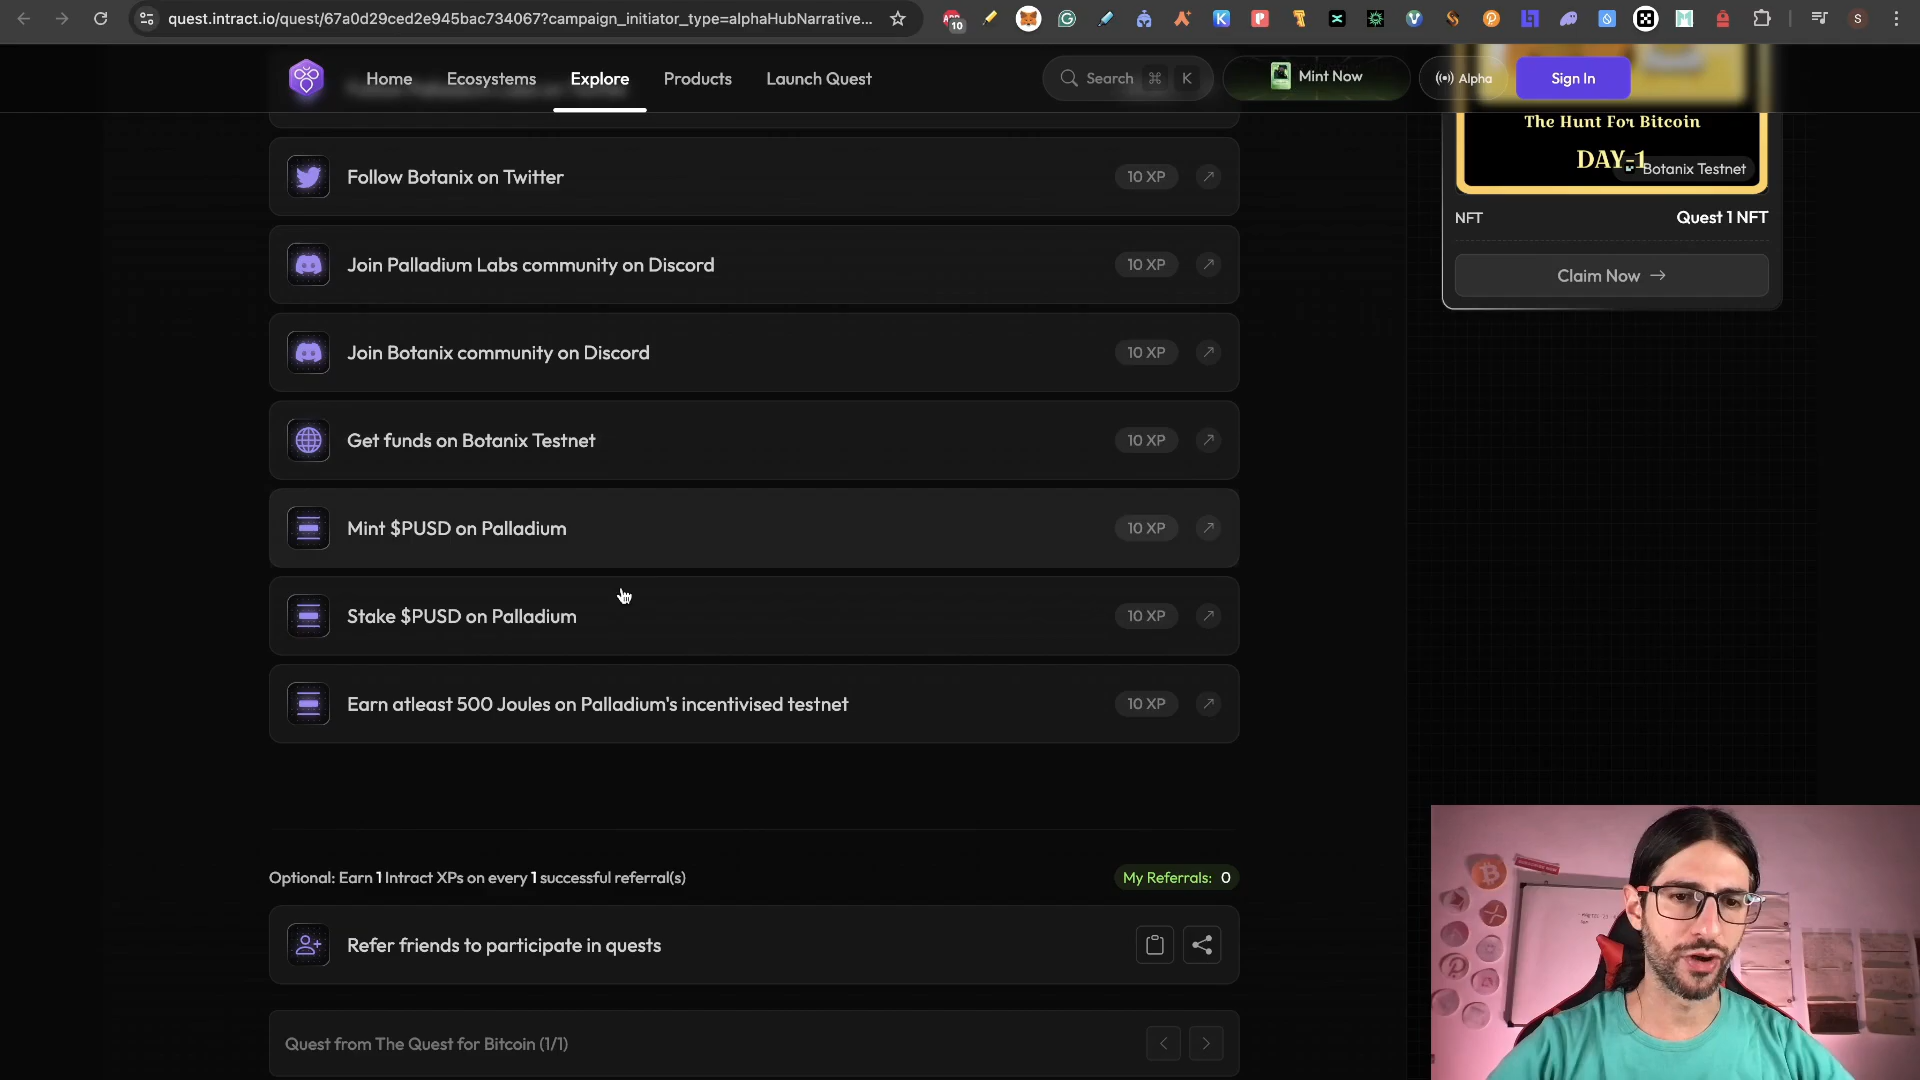 quest.intract.io/quest/67a0d29ced2e945bac734067?campaign_initiator_type=alphaHubNarrative...
10
S
Home
Ecosystems
Explore
Products
Launch Quest
Search ⌘ K
Mint Now
Alpha
Sign In
The Hunt For Bitcoin
DAY-1
Botanix Testnet
NFT
Quest 1 NFT
Claim Now →
Follow Botanix on Twitter
10 XP
Join Palladium Labs community on Discord
10 XP
Join Botanix community on Discord
10 XP
Get funds on Botanix Testnet
10 XP
Mint $PUSD on Palladium
10 XP
Stake $PUSD on Palladium
10 XP
Earn atleast 500 Joules on Palladium's incentivised testnet
10 XP
Optional: Earn 1 Intract XPs on every 1 successful referral(s)
My Referrals: 0
Refer friends to participate in quests
Quest from The Quest for Bitcoin (1/1)